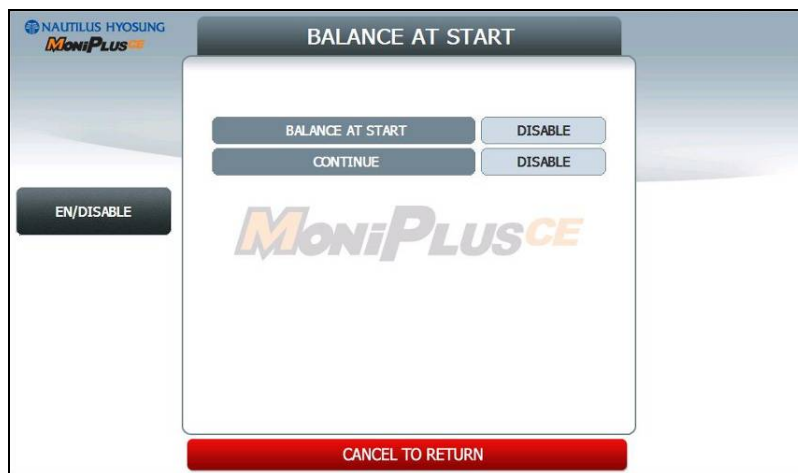 NAUTILUS HYOSUNG
MONiPLUSCE
BALANCE AT START
BALANCE AT START DISABLE
CONTINUE DISABLE
EN/DISABLE
MONiPLUSCE
CANCEL TO RETURN